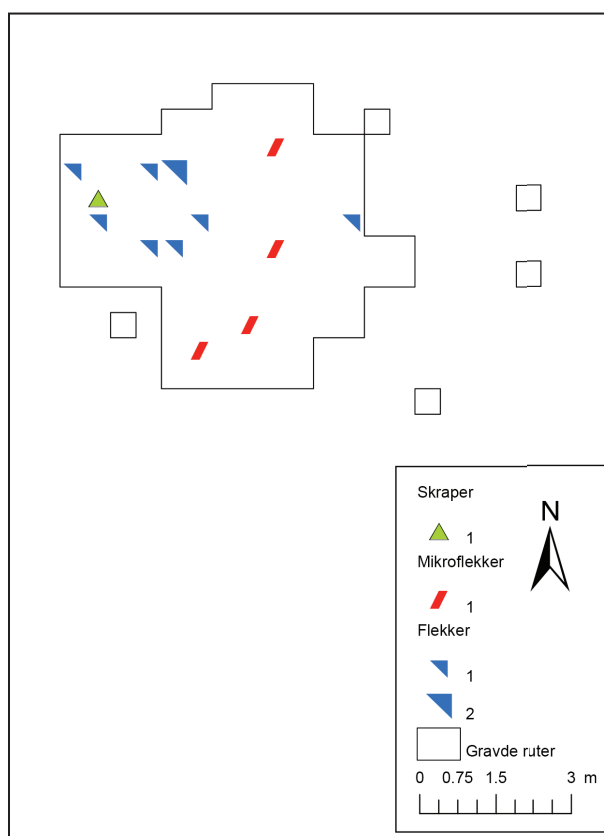 Skraper
N
1
Mikroflekker
1
Flekker
1
2
Gravde ruter
0 0.75 1.5 3 m